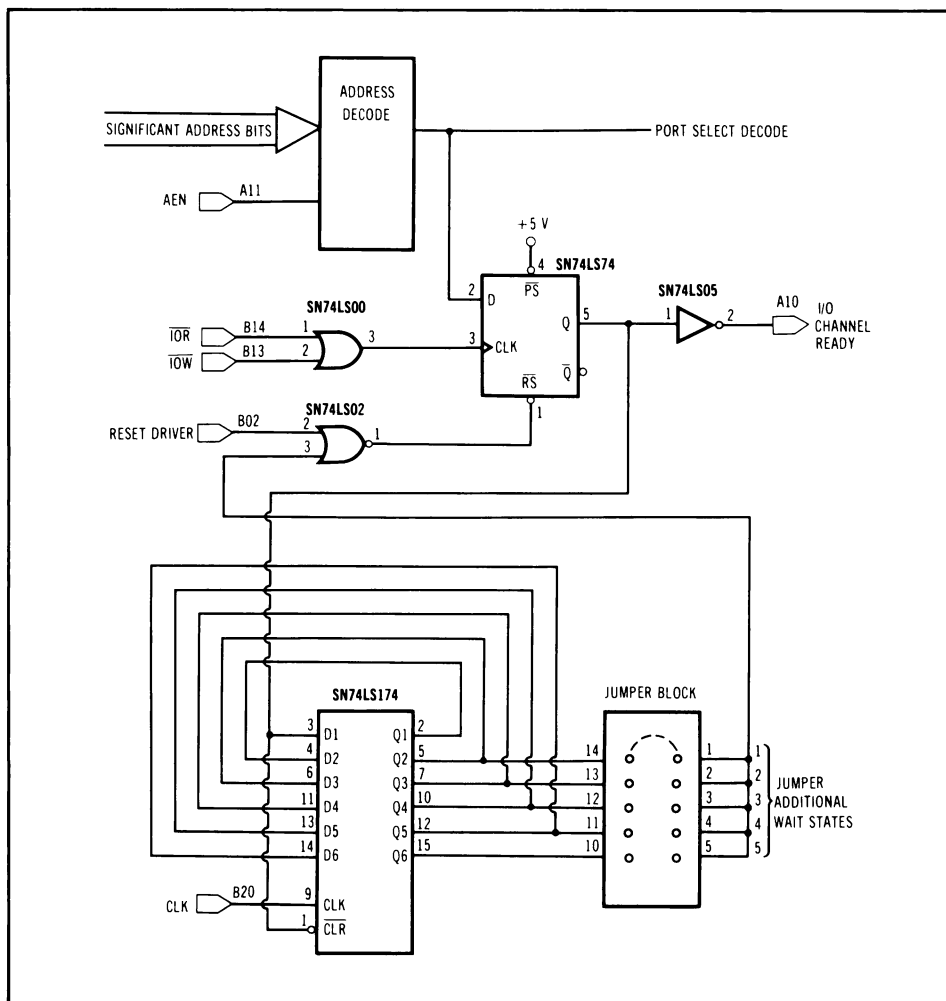 ADDRESS
DECODE
SIGNIFICANT ADDRESS BITS
PORT SELECT DECODE
AEN
A11
+5 V
4
SN74LS74
PS
2
D
SN74LS05
5
Q
1
2
A10
I/O
CHANNEL
READY
SN74LS00
IOR
B14
1
3
3
CLK
IOW
B13
2
Q
RS
1
SN74LS02
RESET DRIVER
B02
2
1
3
SN74LS174
JUMPER BLOCK
3 D1 Q1 2
4 D2 Q2 5
6 D3 Q3 7
11 D4 Q4 10
13 D5 Q5 12
14 D6 Q6 15
14 1 1
13 2 2
12 3 3
11 4 4
10 5 5
JUMPER
ADDITIONAL
WAIT STATES
CLK
B20
9 CLK
1 CLR